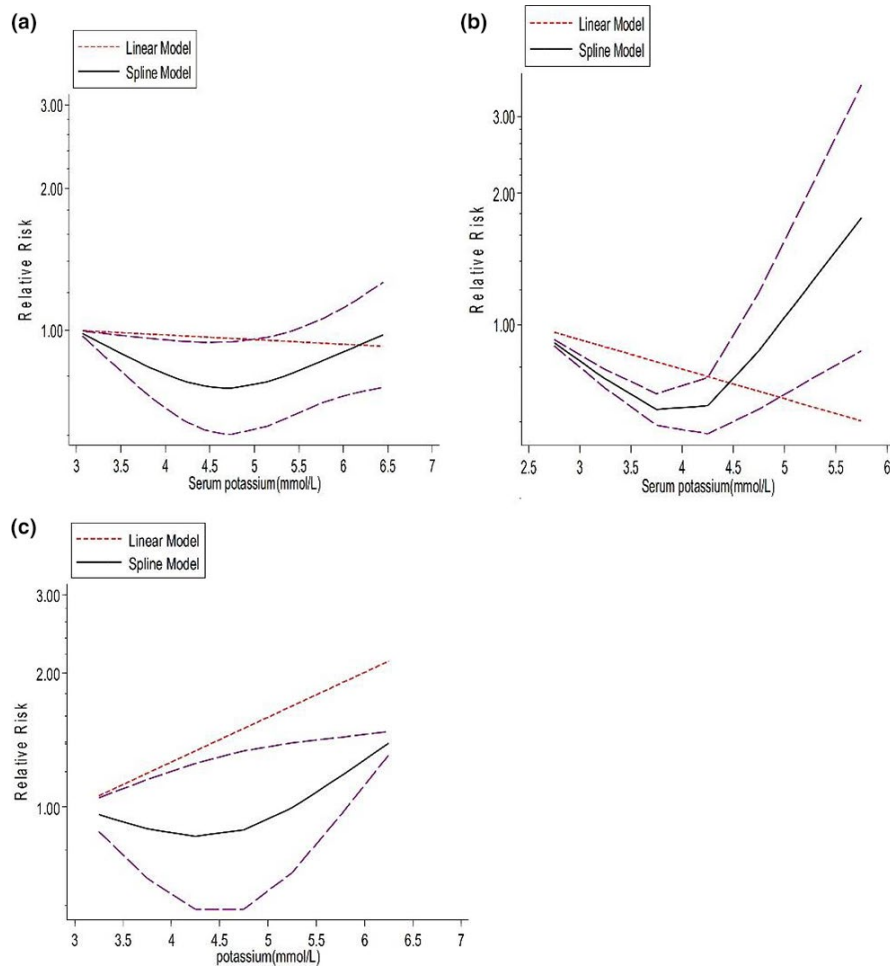 (a)
Linear Model
Spline Model
3.00
2.00
1.00
Relative Risk
3 3.5 4 4.5 5 5.5 6 6.5 7
Serum potassium(mmol/L)
(b)
Linear Model
Spline Model
3.00
2.00
1.00
Relative Risk
2.5 3 3.5 4 4.5 5 5.5 6
Serum potassium(mmol/L)
(c)
Linear Model
Spline Model
3.00
2.00
1.00
Relative Risk
3 3.5 4 4.5 5 5.5 6 6.5 7
potassium(mmol/L)